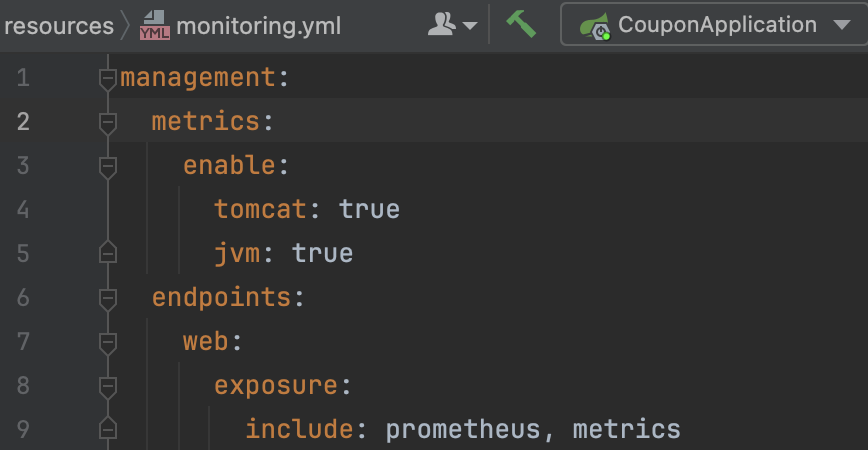 resources monitoring.yml CouponApplication
YML
1 management:
2 metrics:
3 enable:
4 tomcat: true
5 jvm: true
6 endpoints:
7 web:
8 exposure:
9 include: prometheus, metrics